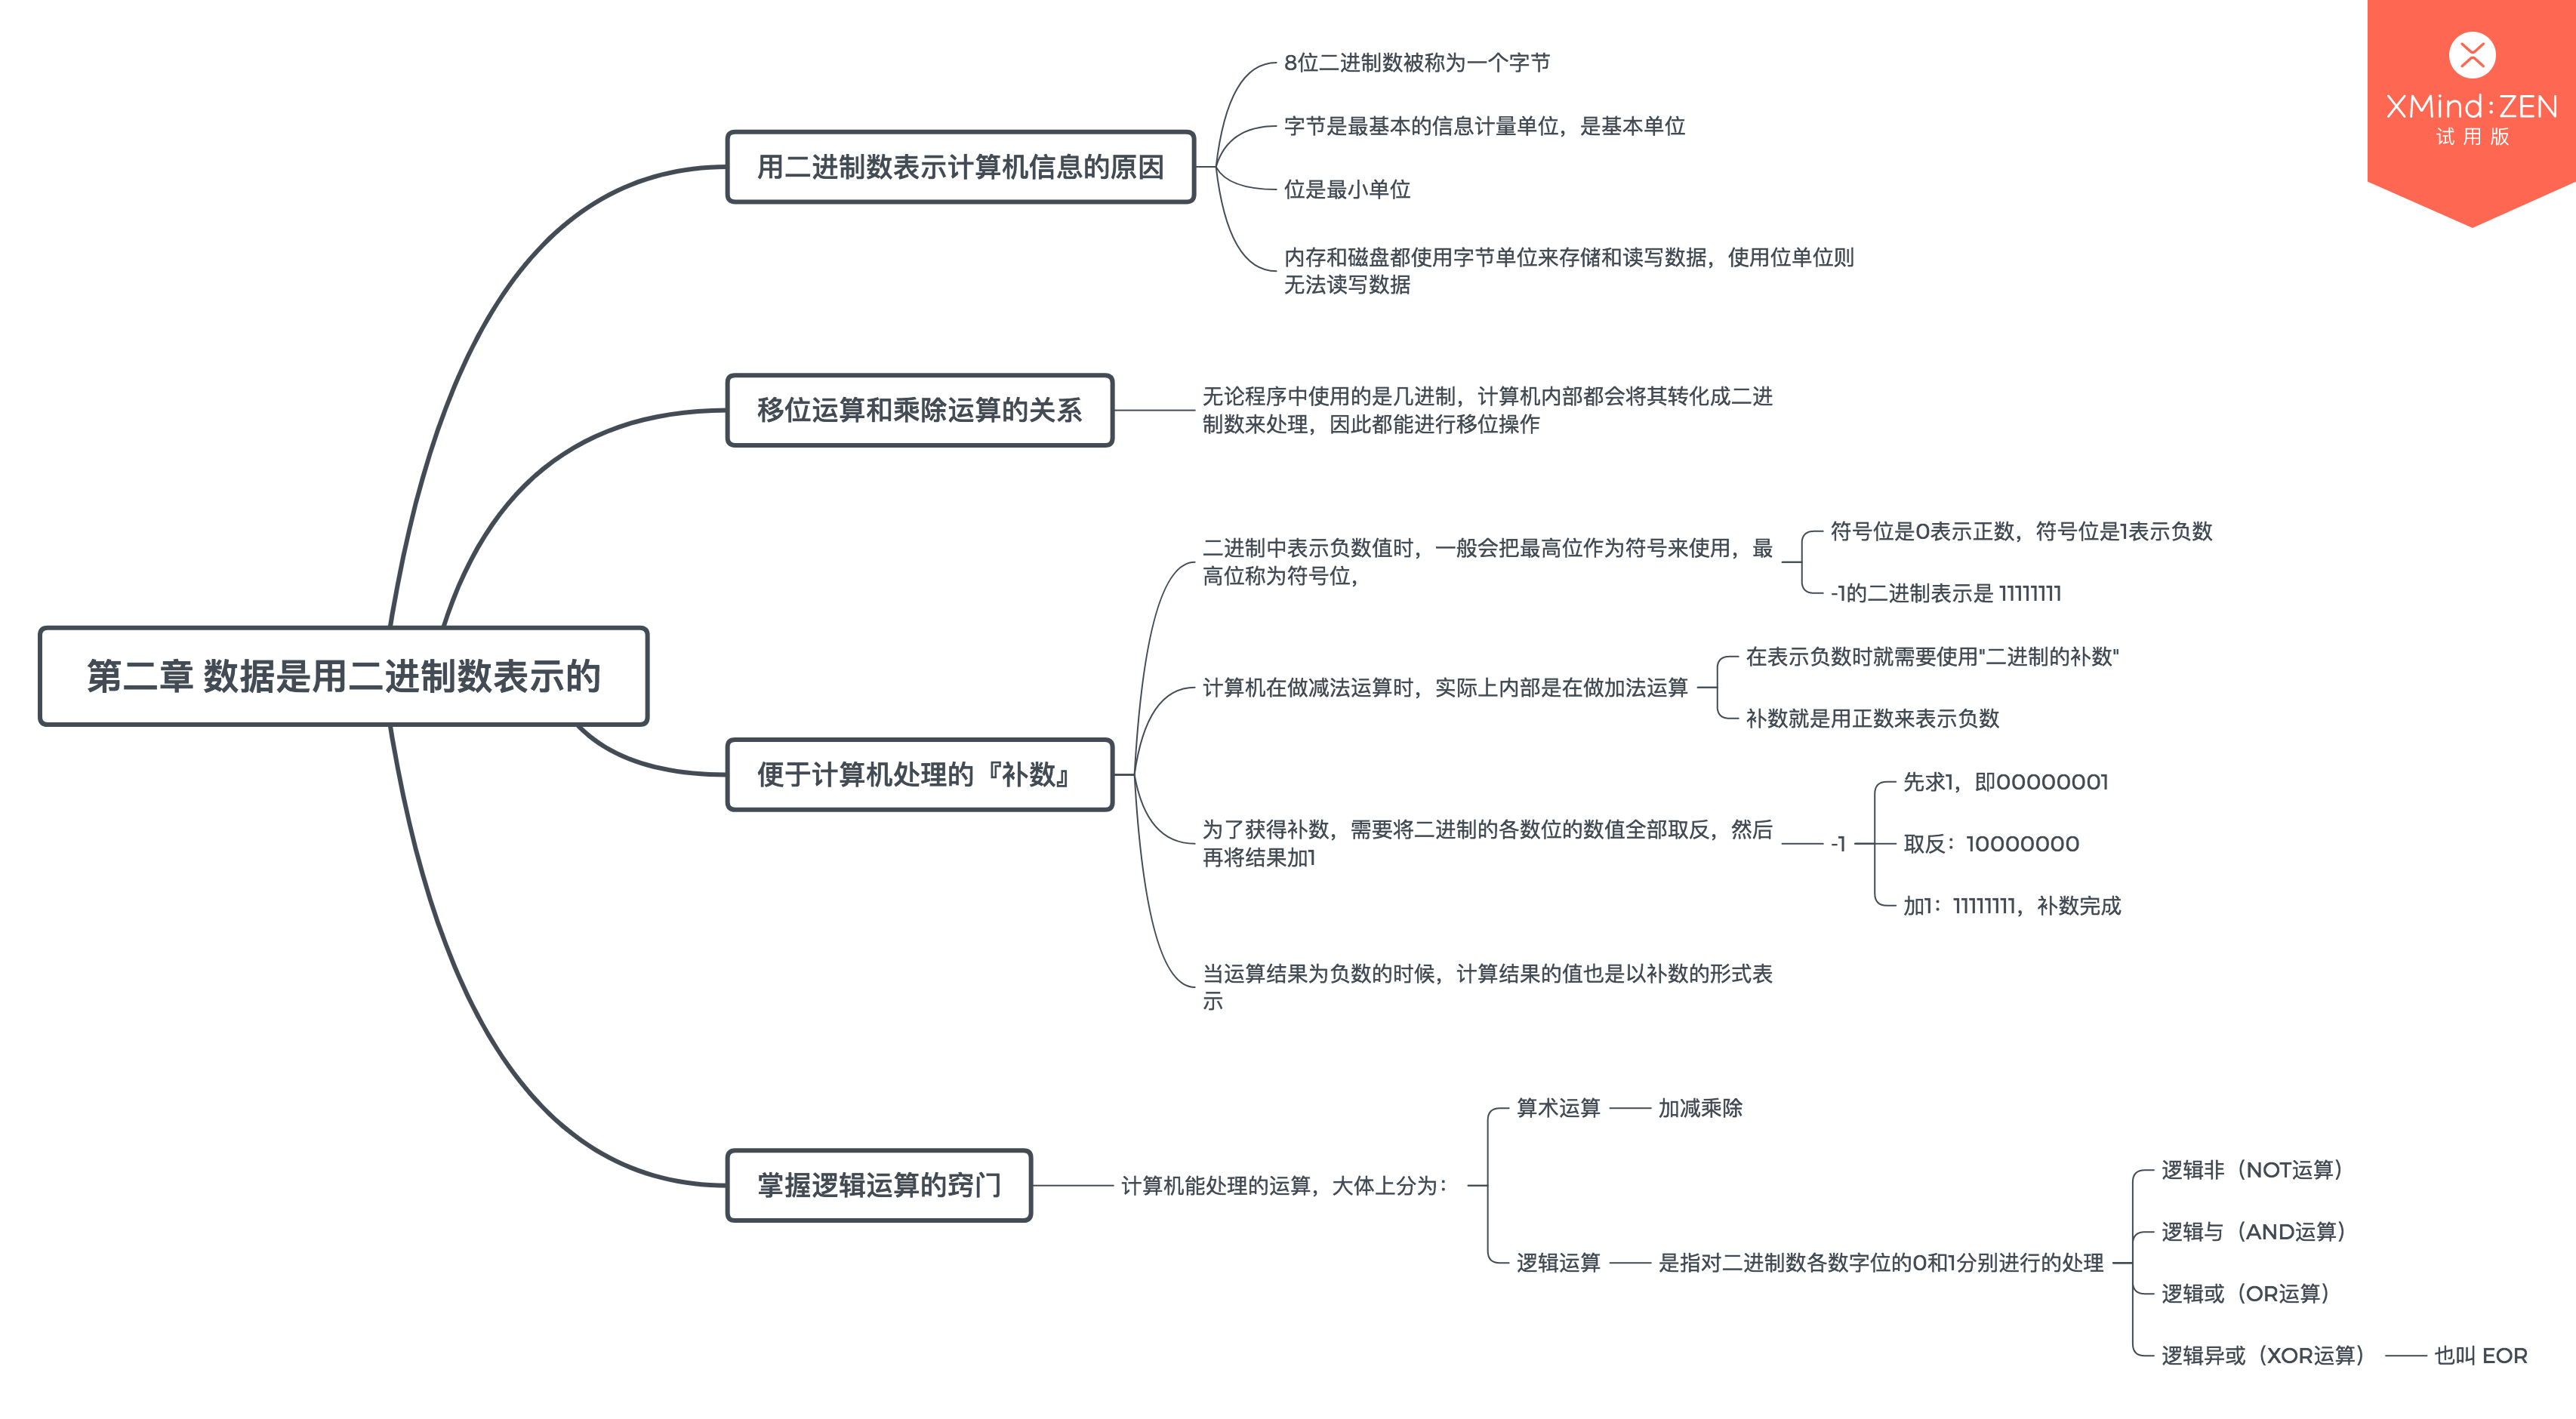 XMind:ZEN
试用版
第二章 数据是用二进制数表示的
用二进制数表示计算机信息的原因
8位二进制数被称为一个字节
字节是最基本的信息计量单位，是基本单位
位是最小单位
内存和磁盘都使用字节单位来存储和读写数据，使用位单位则
无法读写数据
移位运算和乘除运算的关系
无论程序中使用的是几进制，计算机内部都会将其转化成二进
制数来处理，因此都能进行移位操作
便于计算机处理的『补数』
二进制中表示负数值时，一般会把最高位作为符号来使用，最
高位称为符号位，
符号位是0表示正数，符号位是1表示负数
-1的二进制表示是 11111111
计算机在做减法运算时，实际上内部是在做加法运算
在表示负数时就需要使用"二进制的补数"
补数就是用正数来表示负数
为了获得补数，需要将二进制的各数位的数值全部取反，然后
再将结果加1
-1
先求1，即00000001
取反：10000000
加1：11111111，补数完成
当运算结果为负数的时候，计算结果的值也是以补数的形式表
示
掌握逻辑运算的窍门
计算机能处理的运算，大体上分为：
算术运算
加减乘除
逻辑运算
是指对二进制数各数字位的0和1分别进行的处理
逻辑非（NOT运算）
逻辑与（AND运算）
逻辑或（OR运算）
逻辑异或（XOR运算）
也叫 EOR